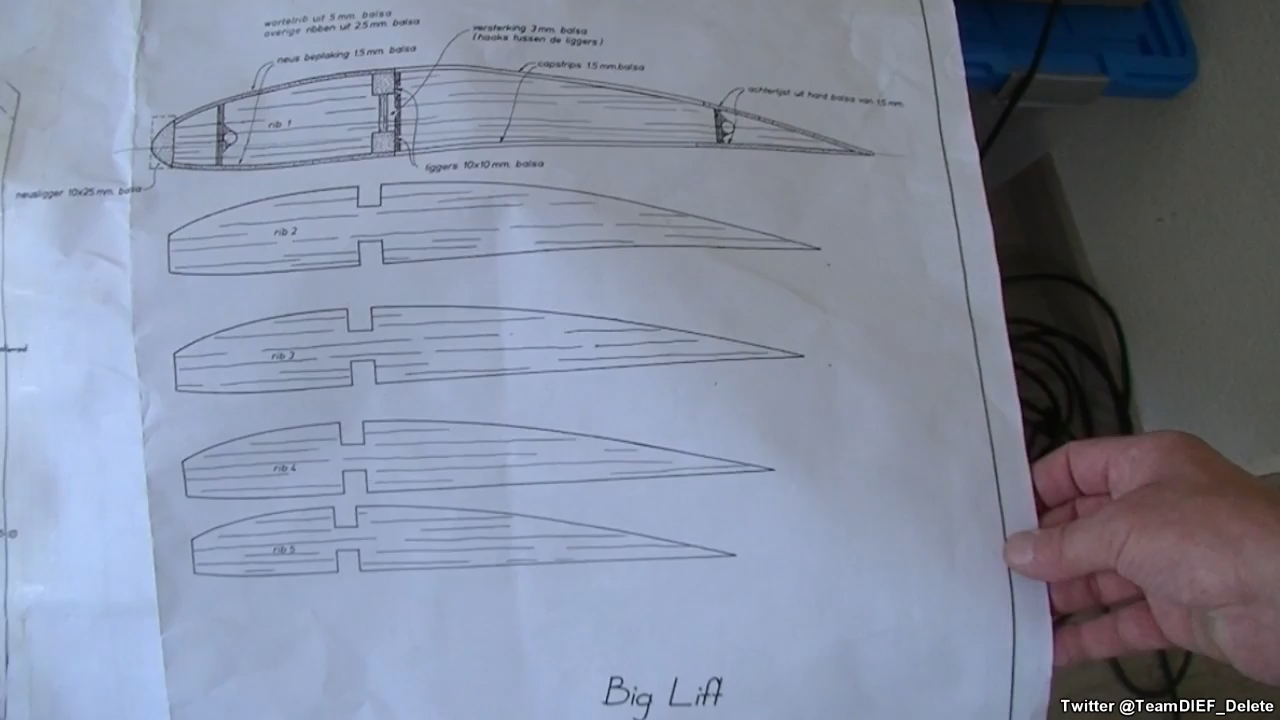 wortelrib uit 5 mm. balsa
overige ribben uit 2.5 mm. balsa
versterking 3 mm. balsa
(haaks tussen de liggers)
neus beplaking 1.5 mm. balsa
capstrips 1.5 mm. balsa
achterlijst uit hard balsa van 1.5 mm.
rib 1
liggers 10x10 mm. balsa
neusligger 10x25 mm. balsa
rib 2
rib 3
rib 4
rib 5
Big Lift
Twitter @TeamDIEF_Delete